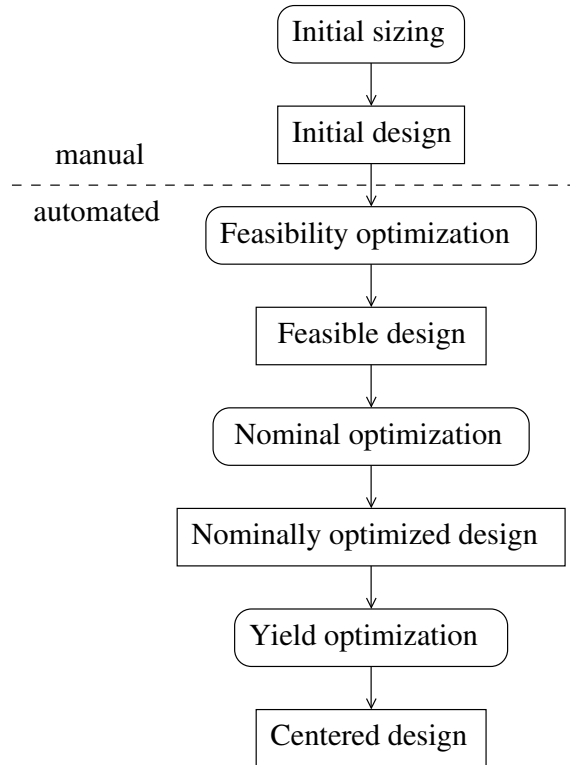 Initial sizing
Initial design
manual
automated
Feasibility optimization
Feasible design
Nominal optimization
Nominally optimized design
Yield optimization
Centered design